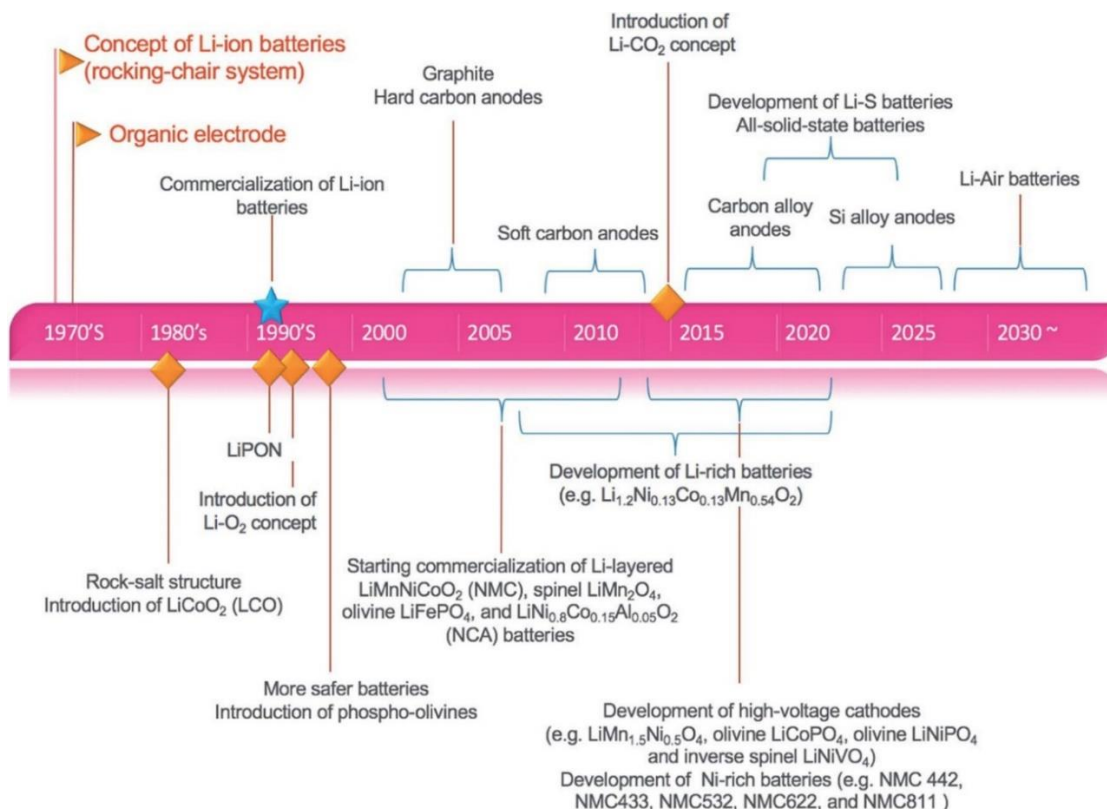 Concept of Li-ion batteries
(rocking-chair system)
Organic electrode
Commercialization of Li-ion
batteries
Graphite
Hard carbon anodes
Soft carbon anodes
Introduction of
Li-CO₂ concept
Development of Li-S batteries
All-solid-state batteries
Carbon alloy
anodes
Si alloy anodes
Li-Air batteries
1970'S
1980's
1990'S
2000
2005
2010
2015
2020
2025
2030 ~
LiPON
Introduction of
Li-O₂ concept
Rock-salt structure
Introduction of LiCoO₂ (LCO)
More safer batteries
Introduction of phospho-olivines
Starting commercialization of Li-layered
LiMnNiCoO₂ (NMC), spinel LiMn₂O₄,
olivine LiFePO₄, and LiNi₀.₈Co₀.₁₅Al₀.₀₅O₂
(NCA) batteries
Development of Li-rich batteries
(e.g. Li₁.₂Ni₀.₁₃Co₀.₁₃Mn₀.₅₄O₂)
Development of high-voltage cathodes
(e.g. LiMn₁.₅Ni₀.₅O₄, olivine LiCoPO₄, olivine LiNiPO₄
and inverse spinel LiNiVO₄)
Development of Ni-rich batteries (e.g. NMC 442,
NMC433, NMC532, NMC622, and NMC811 )